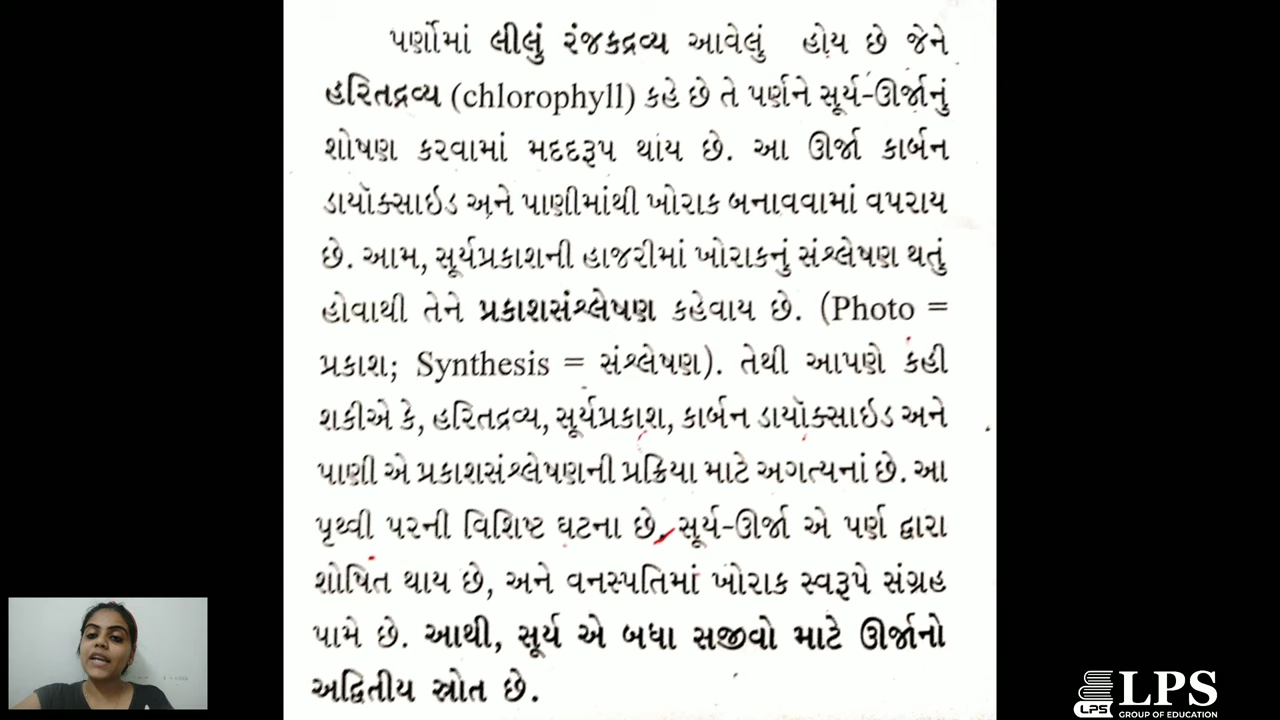 પર્ણોમાં લીલું રંજકદ્રવ્ય આવેલું હોય છે જેને
હરિતદ્રવ્ય (chlorophyll) કહે છે તે પર્ણને સૂર્ય-ઊર્જાનું
શોષણ કરવામાં મદદરૂપ થાય છે. આ ઊર્જા કાર્બન
ડાયૉક્સાઇડ અને પાણીમાંથી ખોરાક બનાવવામાં વપરાય
છે. આમ, સૂર્યપ્રકાશની હાજરીમાં ખોરાકનું સંશ્લેષણ થતું
હોવાથી તેને પ્રકાશસંશ્લેષણ કહેવાય છે. (Photo =
પ્રકાશ; Synthesis = સંશ્લેષણ). તેથી આપણે કહી
શકીએ કે, હરિતદ્રવ્ય, સૂર્યપ્રકાશ, કાર્બન ડાયૉક્સાઇડ અને
પાણી એ પ્રકાશસંશ્લેષણની પ્રક્રિયા માટે અગત્યનાં છે. આ
પૃથ્વી પરની વિશિષ્ટ ઘટના છે. સૂર્ય-ઊર્જા એ પર્ણ દ્વારા
શોષિત થાય છે, અને વનસ્પતિમાં ખોરાક સ્વરૂપે સંગ્રહ
પામે છે. આથી, સૂર્ય એ બધા સજીવો માટે ઊર્જાનો
અદ્વિતીય સ્રોત છે.
LPS LPS
GROUP OF EDUCATION